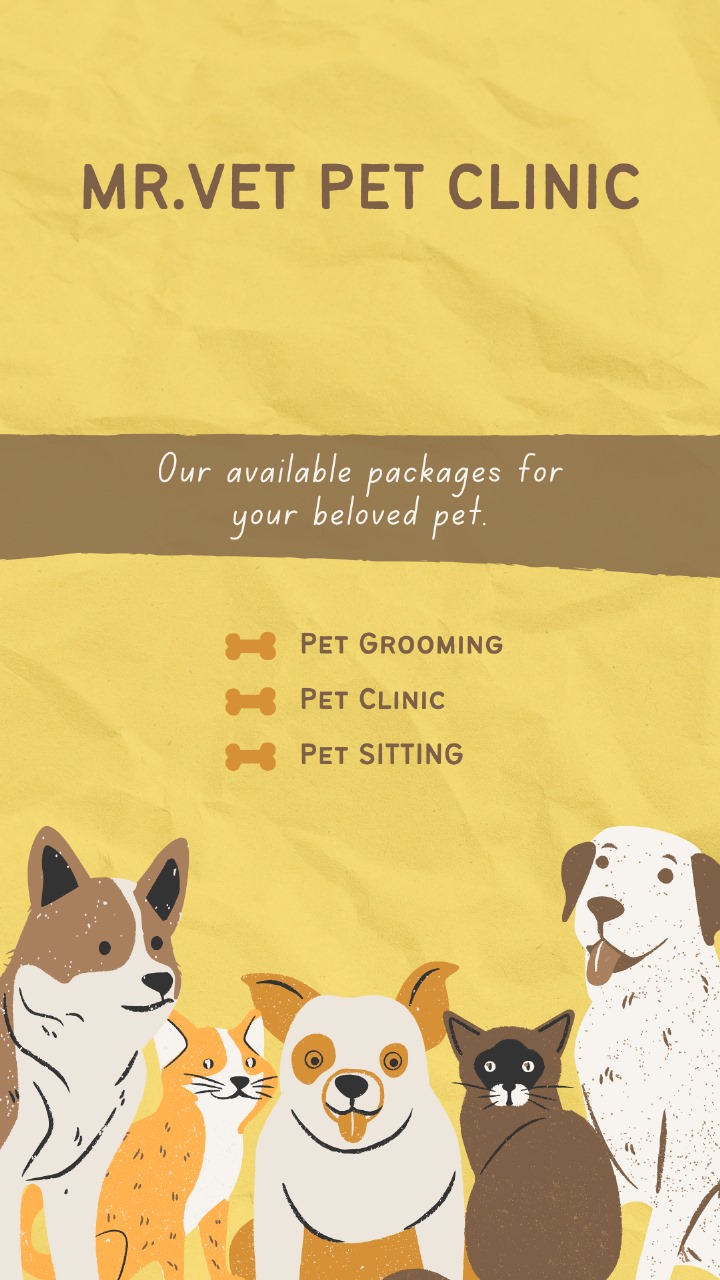 MR.VET PET CLINIC
Our available packages for
your beloved pet.
Pet Grooming
Pet Clinic
Pet SITTING